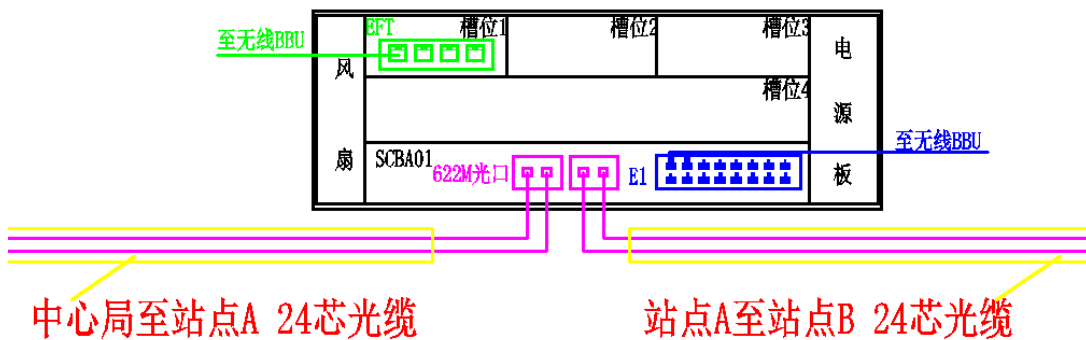 EFT
槽位1
槽位2
槽位3
至无线BBU
风扇
电源板
槽位4
至无线BBU
SCBA01
622M光口
E1
中心局至站点A 24芯光缆
站点A至站点B 24芯光缆